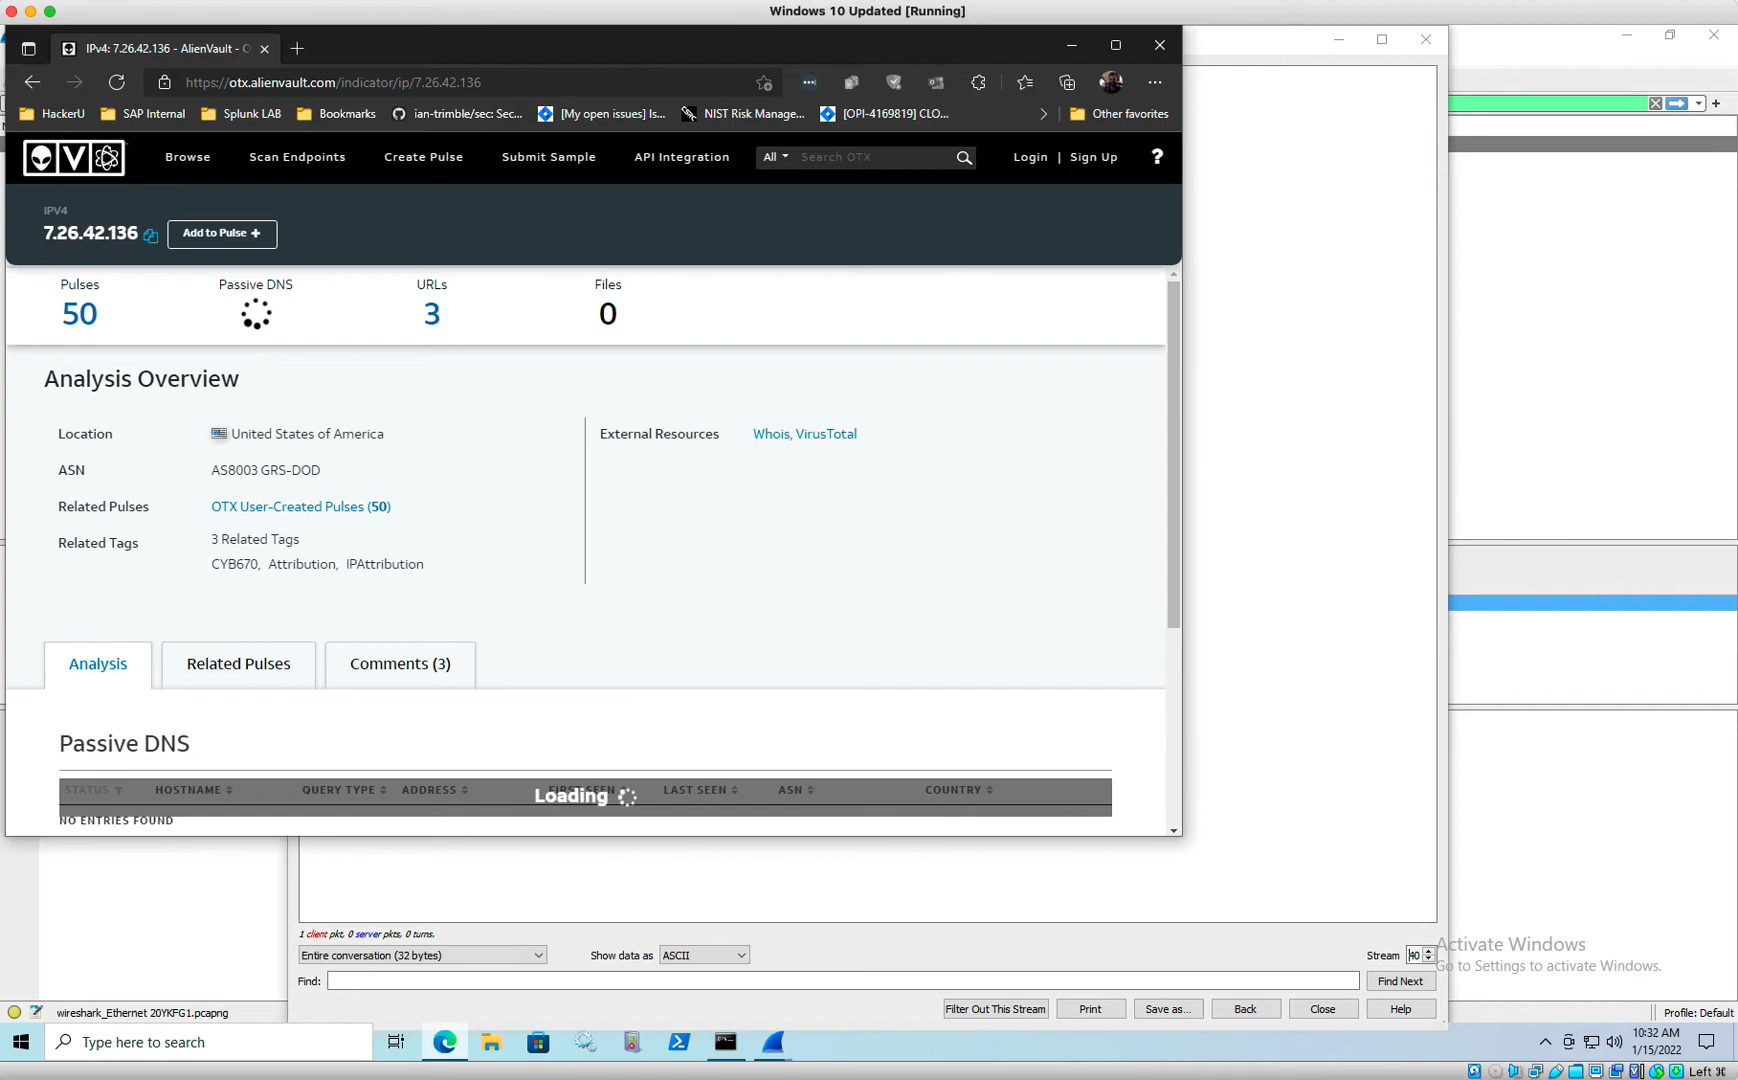 Windows 10 Updated [Running]
IPv4: 7.26.42.136 - AlienVault - O
https://otx.alienvault.com/indicator/ip/7.26.42.136
HackerU
SAP Internal
Splunk LAB
Bookmarks
ian-trimble/sec: Sec...
[My open issues] Is...
NIST Risk Manage...
[OPI-4169819] CLO...
Other favorites
Browse
Scan Endpoints
Create Pulse
Submit Sample
API Integration
All
Search OTX
Login | Sign Up
?
IPV4
7.26.42.136
Add to Pulse +
Pulses
Passive DNS
URLs
Files
50
3
0
Analysis Overview
Location
United States of America
External Resources
Whois, VirusTotal
ASN
AS8003 GRS-DOD
Related Pulses
OTX User-Created Pulses (50)
Related Tags
3 Related Tags
CYB670, Attribution, IPAttribution
Analysis
Related Pulses
Comments (3)
Passive DNS
STATUS
HOSTNAME
QUERY TYPE
ADDRESS
FIRST SEEN
LAST SEEN
ASN
COUNTRY
Loading
NO ENTRIES FOUND
1 client pkt, 0 server pkts, 0 turns.
Entire conversation (32 bytes)
Show data as
ASCII
Stream
40
Find:
Find Next
Filter Out This Stream
Print
Save as...
Back
Close
Help
Activate Windows
Go to Settings to activate Windows.
wireshark_Ethernet 20YKFG1.pcapng
Profile: Default
Type here to search
10:32 AM
1/15/2022
Left ⌘